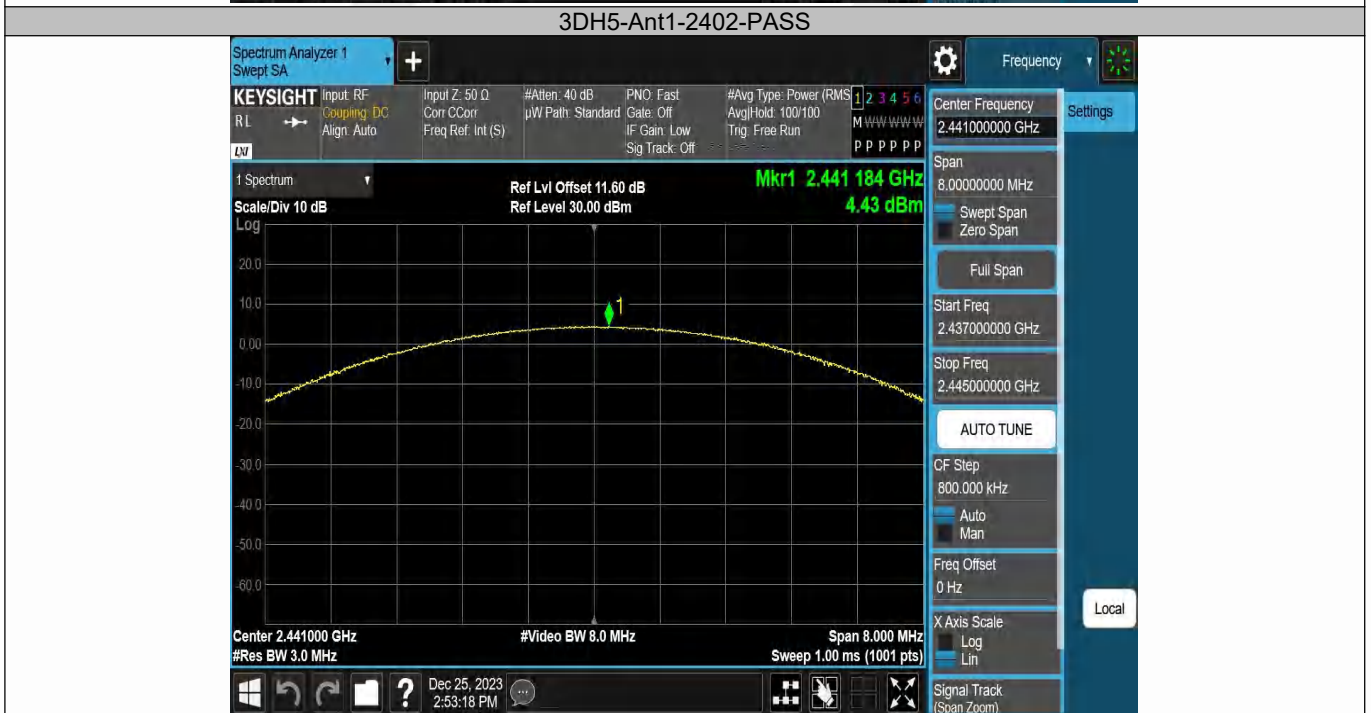 3DH5-Ant1-2402-PASS
Spectrum Analyzer 1
Swept SA
Frequency
KEYSIGHT
RL
LXI
Input: RF
Coupling: DC
Align: Auto
Input Z: 50 Ω
Corr CCorr
Freq Ref: Int (S)
#Atten: 40 dB
µW Path: Standard
PNO: Fast
Gate: Off
IF Gain: Low
Sig Track: Off
#Avg Type: Power (RMS
Avg|Hold: 100/100
Trig: Free Run
1 2 3 4 5 6
M W W W W W
P P P P P P
Center Frequency
2.441000000 GHz
Settings
Span
8.00000000 MHz
Swept Span
Zero Span
Full Span
Start Freq
2.437000000 GHz
Stop Freq
2.445000000 GHz
AUTO TUNE
CF Step
800.000 kHz
Auto
Man
Freq Offset
0 Hz
X Axis Scale
Log
Lin
Local
Signal Track
(Span Zoom)
1 Spectrum
Scale/Div 10 dB
Ref Lvl Offset 11.60 dB
Ref Level 30.00 dBm
Mkr1 2.441 184 GHz
4.43 dBm
Log
20.0
10.0
0.00
-10.0
-20.0
-30.0
-40.0
-50.0
-60.0
1
Center 2.441000 GHz
#Res BW 3.0 MHz
#Video BW 8.0 MHz
Span 8.000 MHz
Sweep 1.00 ms (1001 pts)
?
Dec 25, 2023
2:53:18 PM